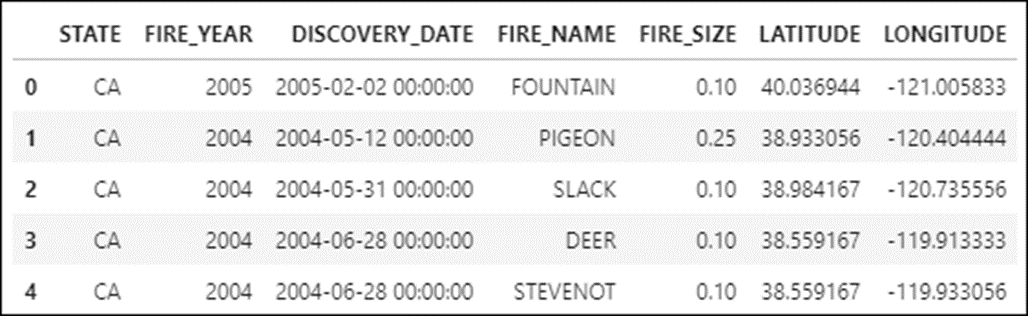 STATE FIRE_YEAR DISCOVERY_DATE FIRE_NAME FIRE_SIZE LATITUDE LONGITUDE
0 CA 2005 2005-02-02 00:00:00 FOUNTAIN 0.10 40.036944 -121.005833
1 CA 2004 2004-05-12 00:00:00 PIGEON 0.25 38.933056 -120.404444
2 CA 2004 2004-05-31 00:00:00 SLACK 0.10 38.984167 -120.735556
3 CA 2004 2004-06-28 00:00:00 DEER 0.10 38.559167 -119.913333
4 CA 2004 2004-06-28 00:00:00 STEVENOT 0.10 38.559167 -119.933056